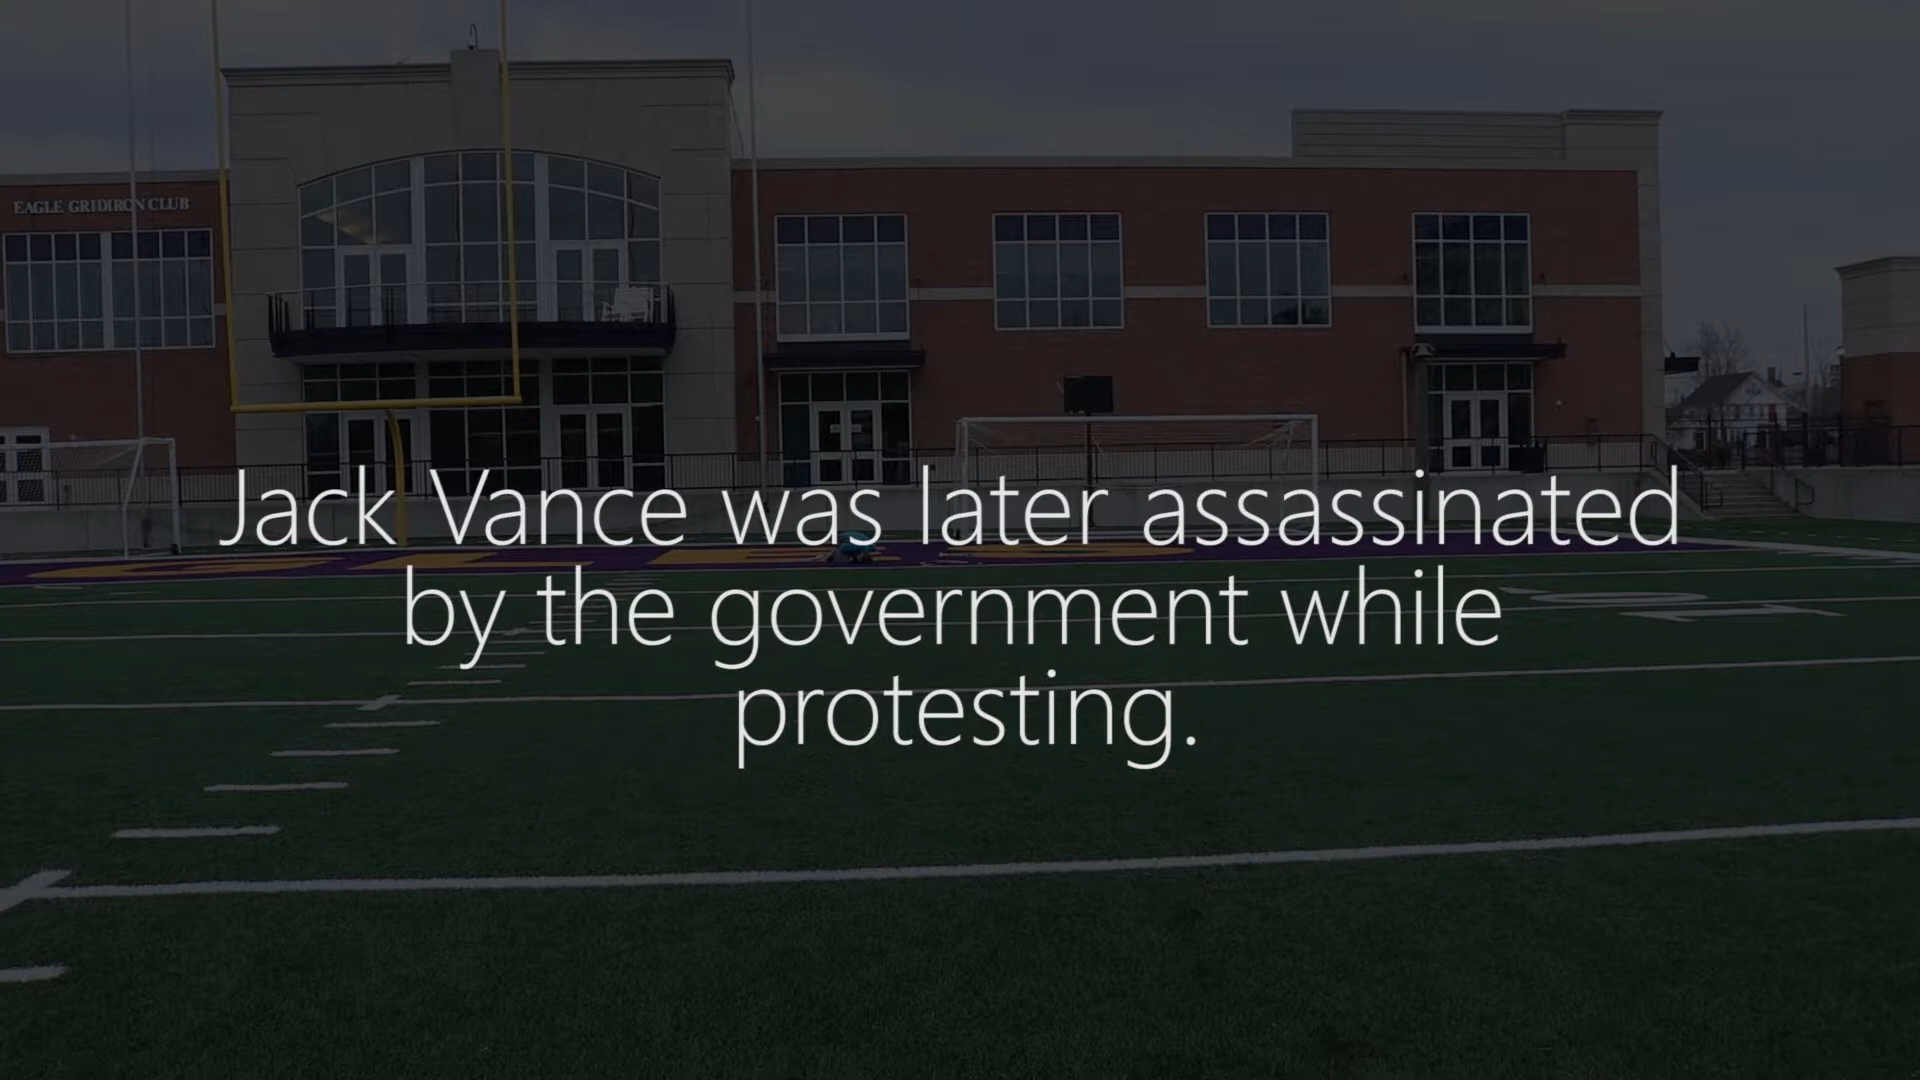 EAGLE GRIDIRON CLUB
Jack Vance was later assassinated
by the government while
protesting.